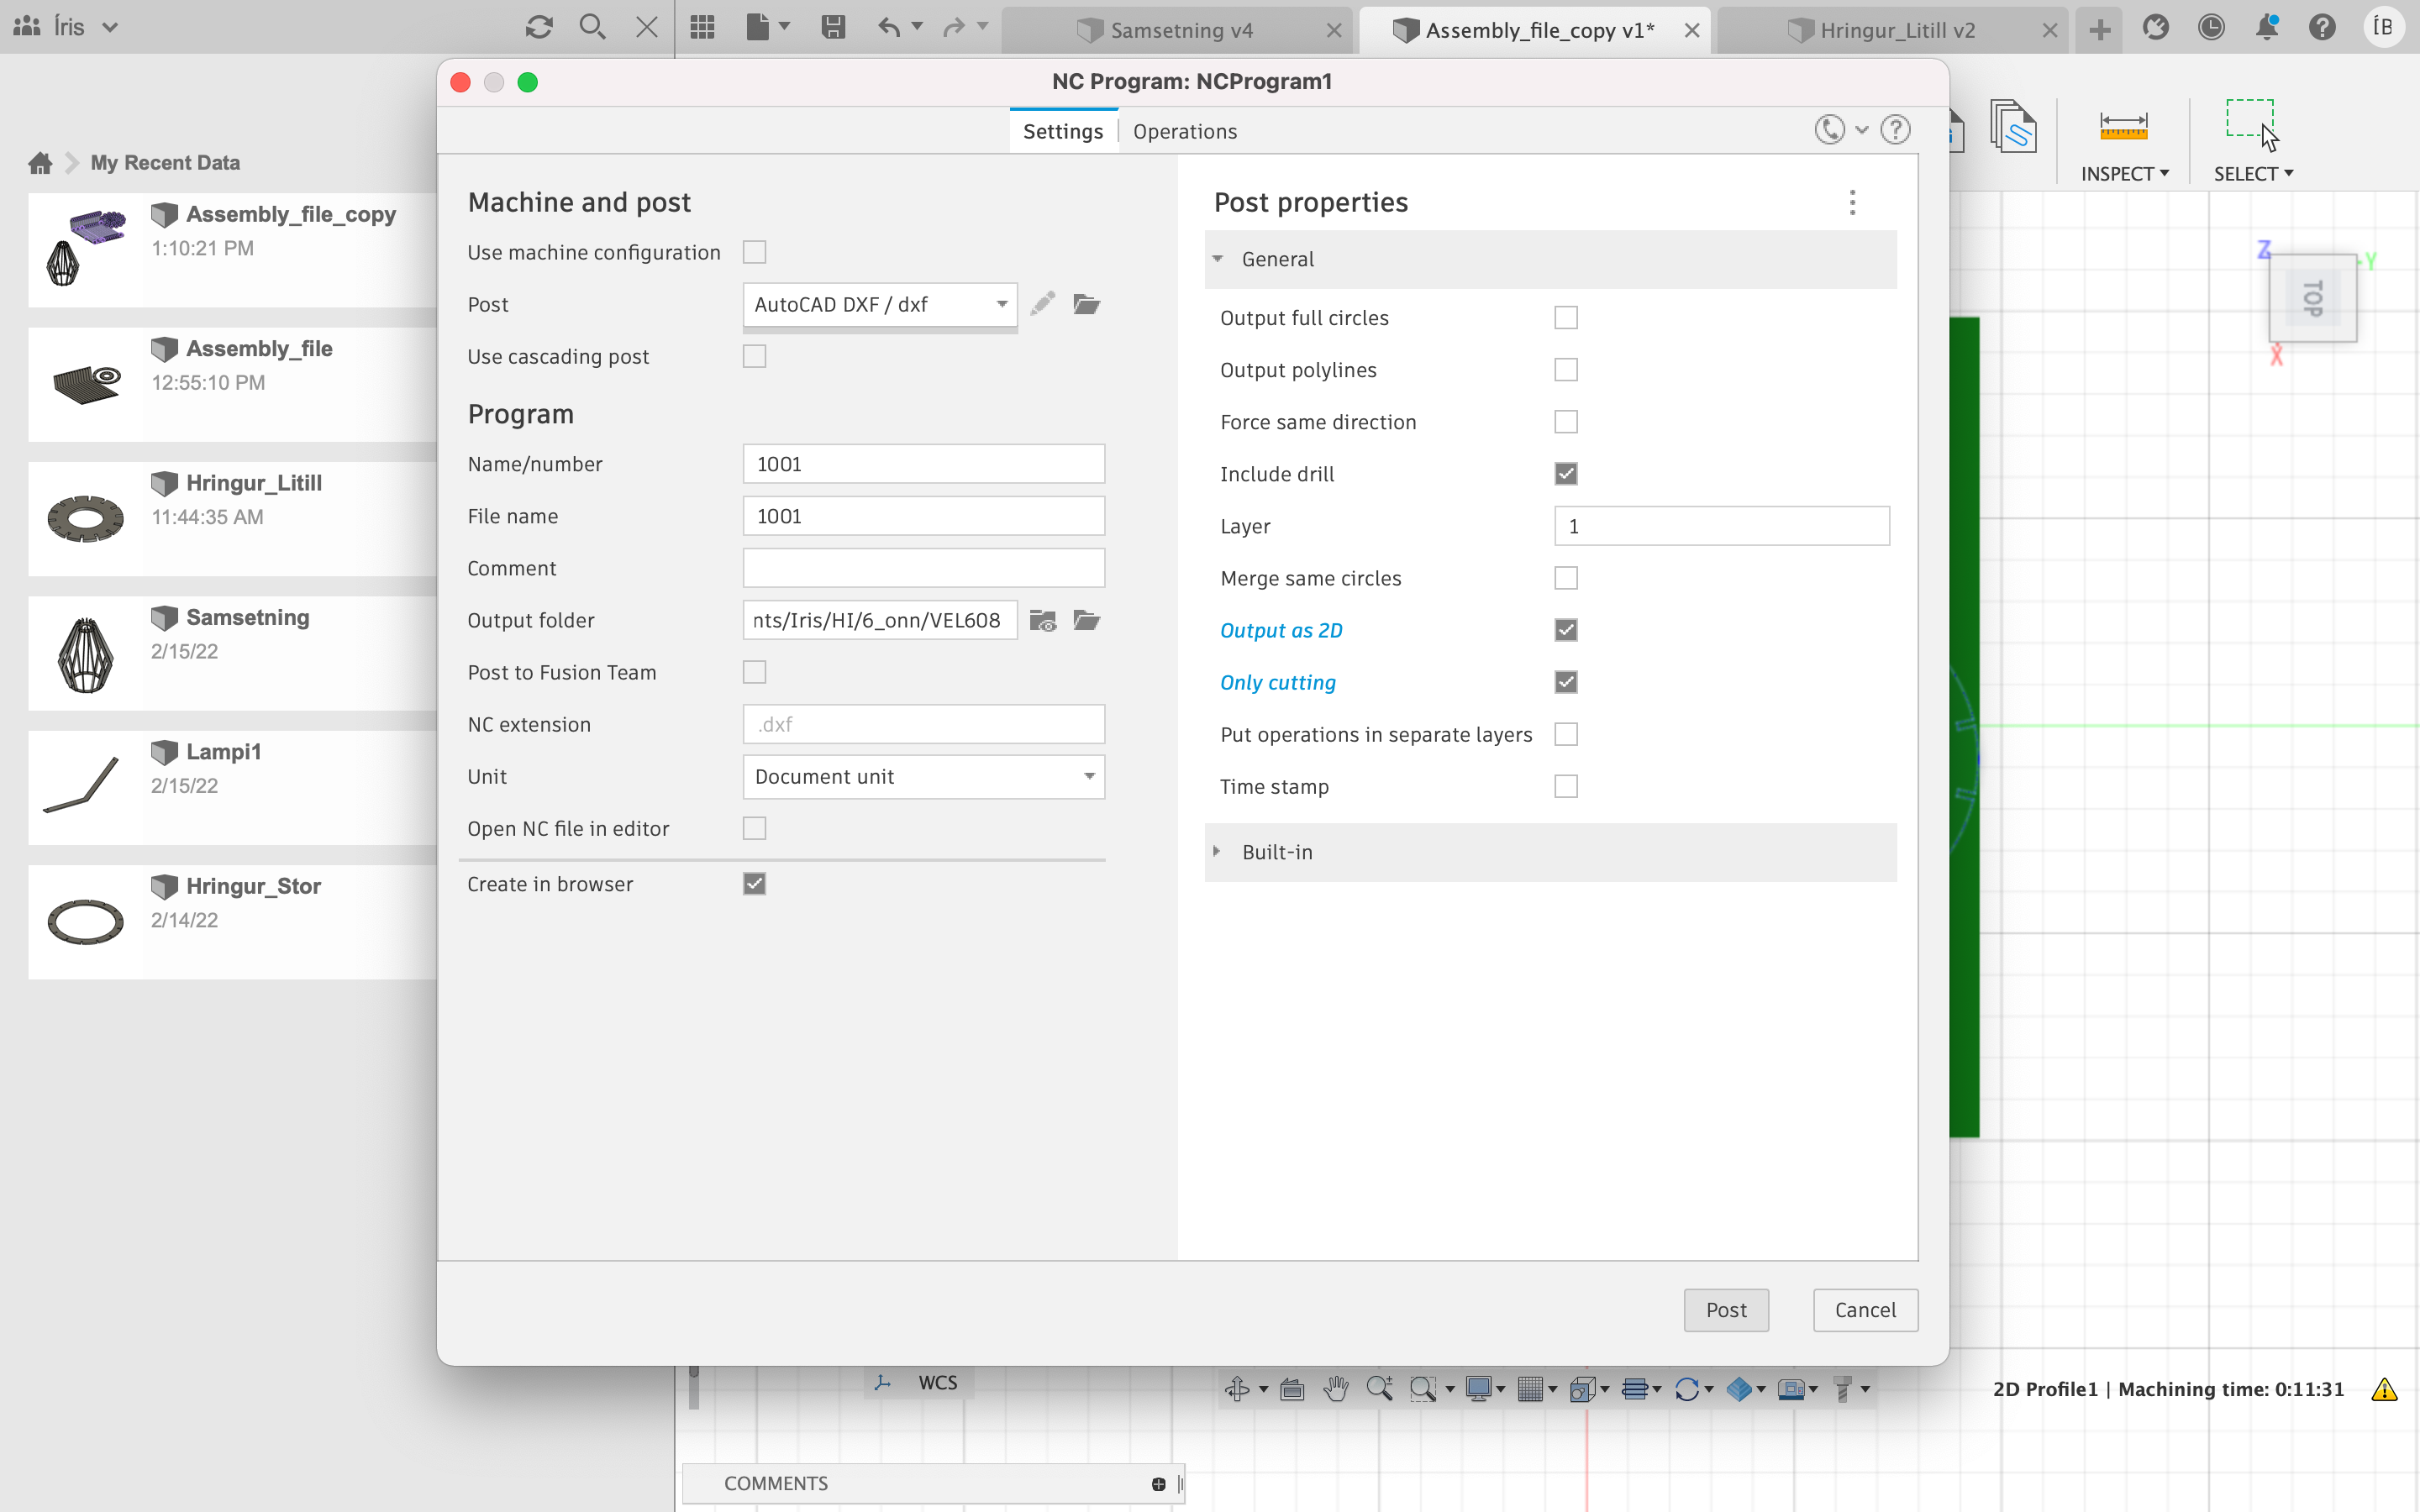 Íris
Samsetning v4
Assembly_file_copy v1*
Hringur_Litill v2
ÍB
NC Program: NCProgram1
Settings
Operations
INSPECT
SELECT
My Recent Data
Assembly_file_copy
1:10:21 PM
Assembly_file
12:55:10 PM
Hringur_Litill
11:44:35 AM
Samsetning
2/15/22
Lampi1
2/15/22
Hringur_Stor
2/14/22
Machine and post
Use machine configuration
Post
AutoCAD DXF / dxf
Use cascading post
Program
Name/number
1001
File name
1001
Comment
Output folder
nts/Iris/HI/6_onn/VEL608
Post to Fusion Team
NC extension
.dxf
Unit
Document unit
Open NC file in editor
Create in browser
Post properties
General
Output full circles
Output polylines
Force same direction
Include drill
Layer
1
Merge same circles
Output as 2D
Only cutting
Put operations in separate layers
Time stamp
Built-in
Post
Cancel
Z
-Y
TOP
X
WCS
2D Profile1 | Machining time: 0:11:31
COMMENTS